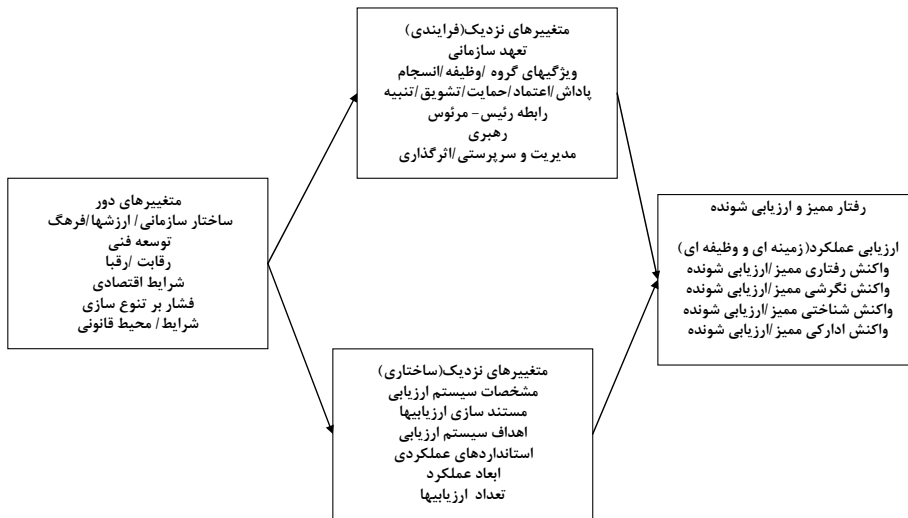 متغییرهای نزدیک(فرایندی)
تعهد سازمانی
ویژگیهای گروه /وظیفه/انسجام
پاداش/اعتماد/حمایت/تشویق/تنبیه
رابطه رئیس– مرئوس
رهبری
مدیریت و سرپرستی/اثرگذاری
متغییرهای دور
ساختار سازمانی/ ارزشها/فرهگ
توسعه فنی
رقابت /رقبا
شرایط اقتصادی
فشار بر تنوع سازی
شرایط/ محیط قانونی
رفتار ممیز و ارزیابی شونده
ارزیابی عملکرد(زمینه ای و وظیفه ای)
واکنش رفتاری ممیز/ارزیابی شونده
واکنش نگرشی ممیز/ارزیابی شونده
واکنش شناختی ممیز/ارزیابی شونده
واکنش ادارکی ممیز/ارزیابی شونده
متغییرهای نزدیک(ساختاری)
مشخصات سیستم ارزیابی
مستند سازی ارزیابیها
اهداف سیستم ارزیابی
استانداردهای عملکردی
ابعاد عملکرد
تعداد ارزیابیها